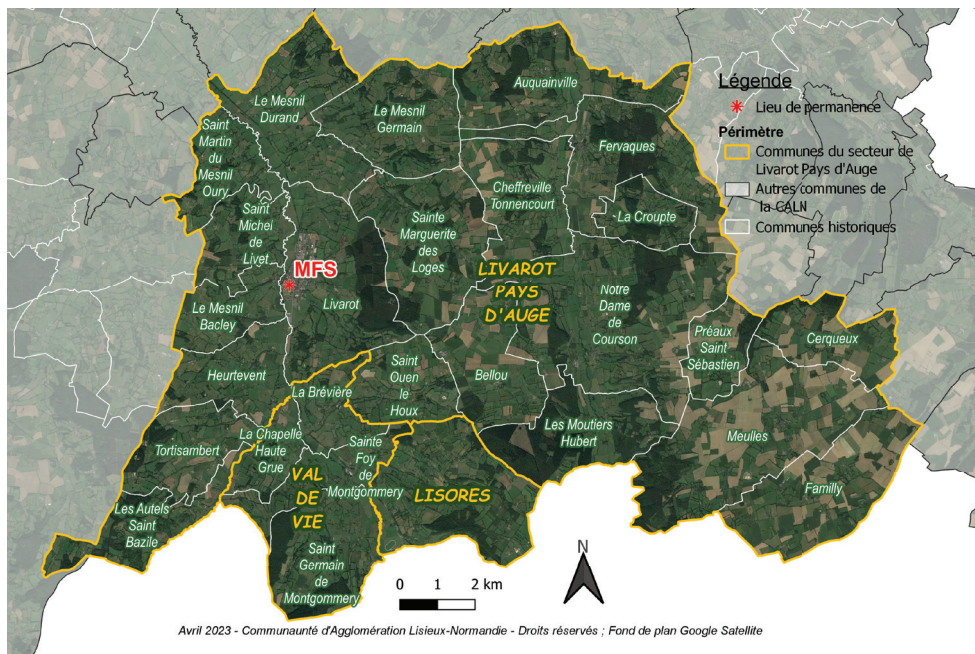 Légende
Lieu de permanence
Périmètre
Communes du secteur de
Livarot Pays d'Auge
Autres communes de
la CALN
Communes historiques
Auquainville
Le Mesnil
Durand
Le Mesnil
Germain
Saint
Martin
du
Mesnil
Oury
Fervaques
Cheffreville
Tonnencourt
La Croupte
Saint
Michel
de
Livet
Sainte
Marguerite
des
Loges
MFS
LIVAROT
PAYS
D'AUGE
Livarot
Le Mesnil
Bacley
Notre
Dame
de
Courson
Préaux
Saint
Sébastien
Cerqueux
Heurtevent
La Brévière
Saint
Ouen
le
Houx
Bellou
Les Moutiers
Hubert
Meulles
Tortisambert
La Chapelle
Haute
Grue
Sainte
Foy
de
Montgommery
VAL
DE
VIE
LISORES
Familly
Les Autels
Saint
Bazile
Saint
Germain
de
Montgommery
N
0 1 2 km
Avril 2023 - Communauté d'Agglomération Lisieux-Normandie - Droits réservés ; Fond de plan Google Satellite